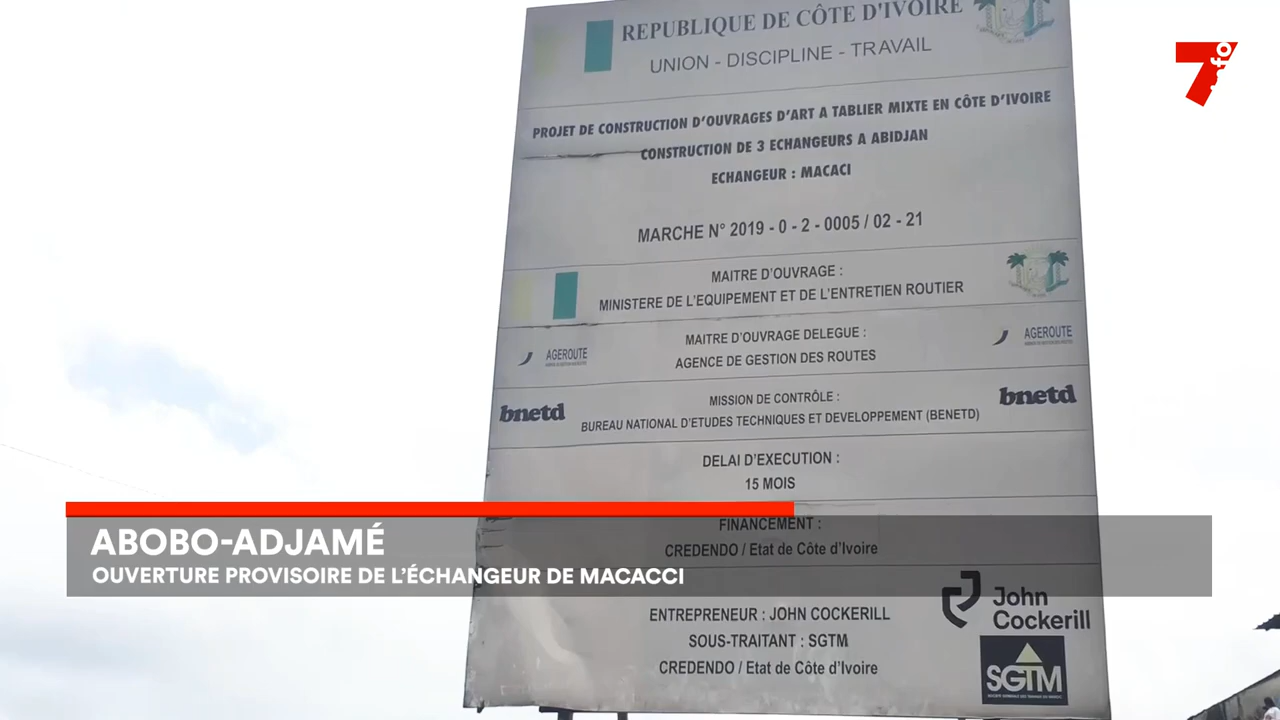 REPUBLIQUE DE CÔTE D'IVOIRE
UNION - DISCIPLINE - TRAVAIL
7
fo
PROJET DE CONSTRUCTION D'OUVRAGES D'ART A TABLIER MIXTE EN CÔTE D'IVOIRE
CONSTRUCTION DE 3 ECHANGEURS A ABIDJAN
ECHANGEUR : MACACI
MARCHE N° 2019 - 0 - 2 - 0005 / 02 - 21
MAITRE D'OUVRAGE :
MINISTERE DE L'EQUIPEMENT ET DE L'ENTRETIEN ROUTIER
AGEROUTE
MAITRE D'OUVRAGE DELEGUE :
AGENCE DE GESTION DES ROUTES
AGEROUTE
bnetd
MISSION DE CONTRÔLE :
BUREAU NATIONAL D'ETUDES TECHNIQUES ET DEVELOPPEMENT (BENETD)
bnetd
DELAI D'EXECUTION :
15 MOIS
FINANCEMENT :
CREDENDO / Etat de Côte d'Ivoire
ABOBO-ADJAMÉ
OUVERTURE PROVISOIRE DE L'ÉCHANGEUR DE MACACCI
ENTREPRENEUR : JOHN COCKERILL
SOUS-TRAITANT : SGTM
CREDENDO / Etat de Côte d'Ivoire
John
Cockerill
SGTM